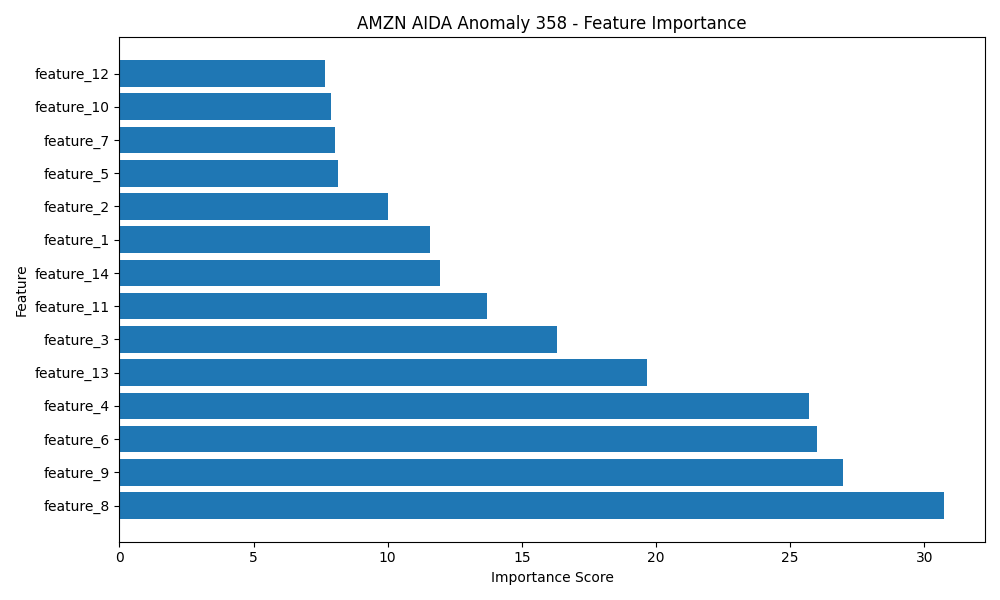 AMZN AIDA Anomaly 358 - Feature Importance
feature_12
feature_10
feature_7
feature_5
feature_2
feature_1
feature_14
feature_11
feature_3
feature_13
feature_4
feature_6
feature_9
feature_8
Feature
0 5 10 15 20 25 30
Importance Score